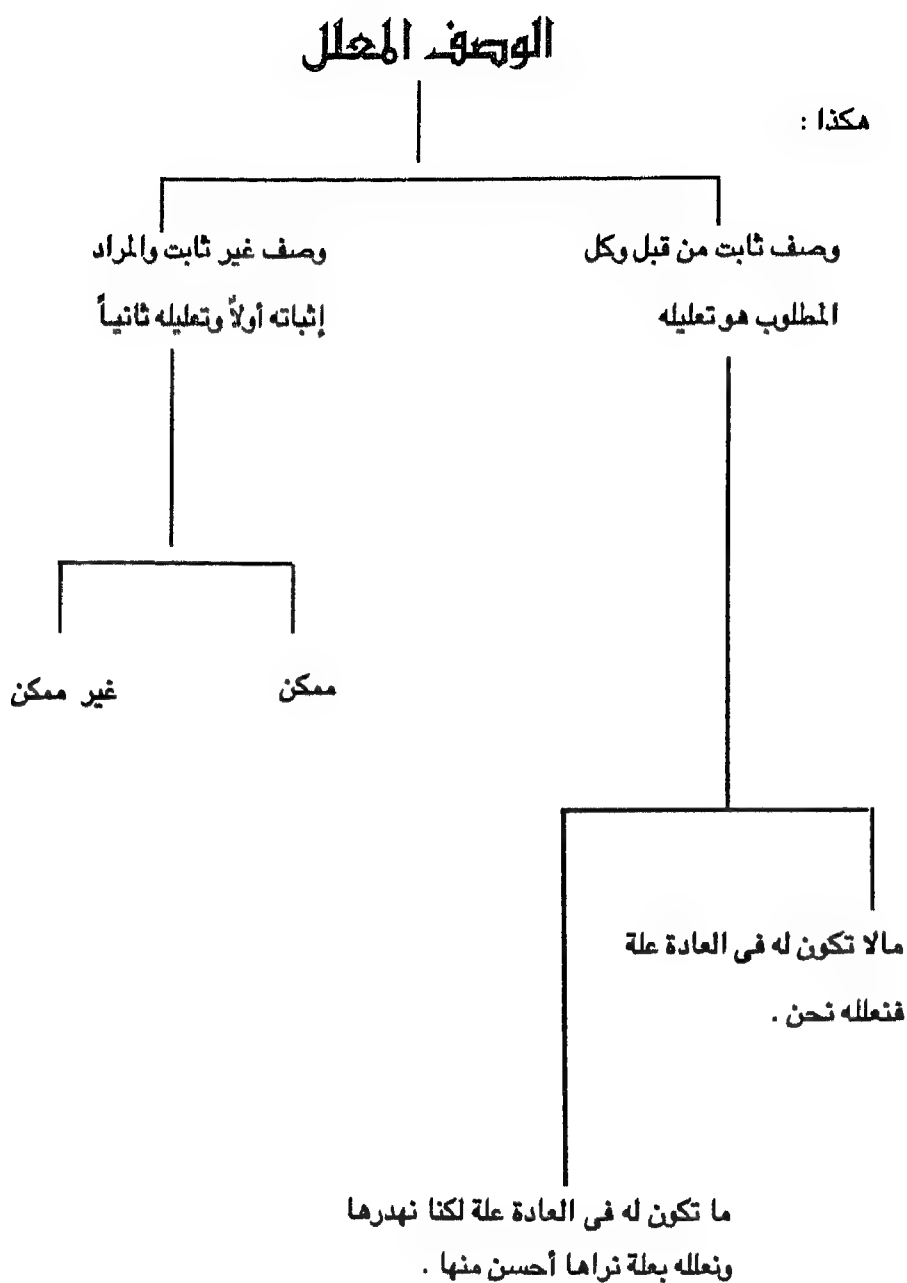 الوصف المعلل
هكذا :
وصف ثابت من قبل وكل
المطلوب هو تعليله
وصف غير ثابت والمراد
إثباته أولاً وتعليله ثانياً
ممكن
غير ممكن
مالا تكون له فى العادة علة
فنعلله نحن .
ما تكون له فى العادة علة لكنا نهدرها
ونعلله بعلة نراها أحسن منها .